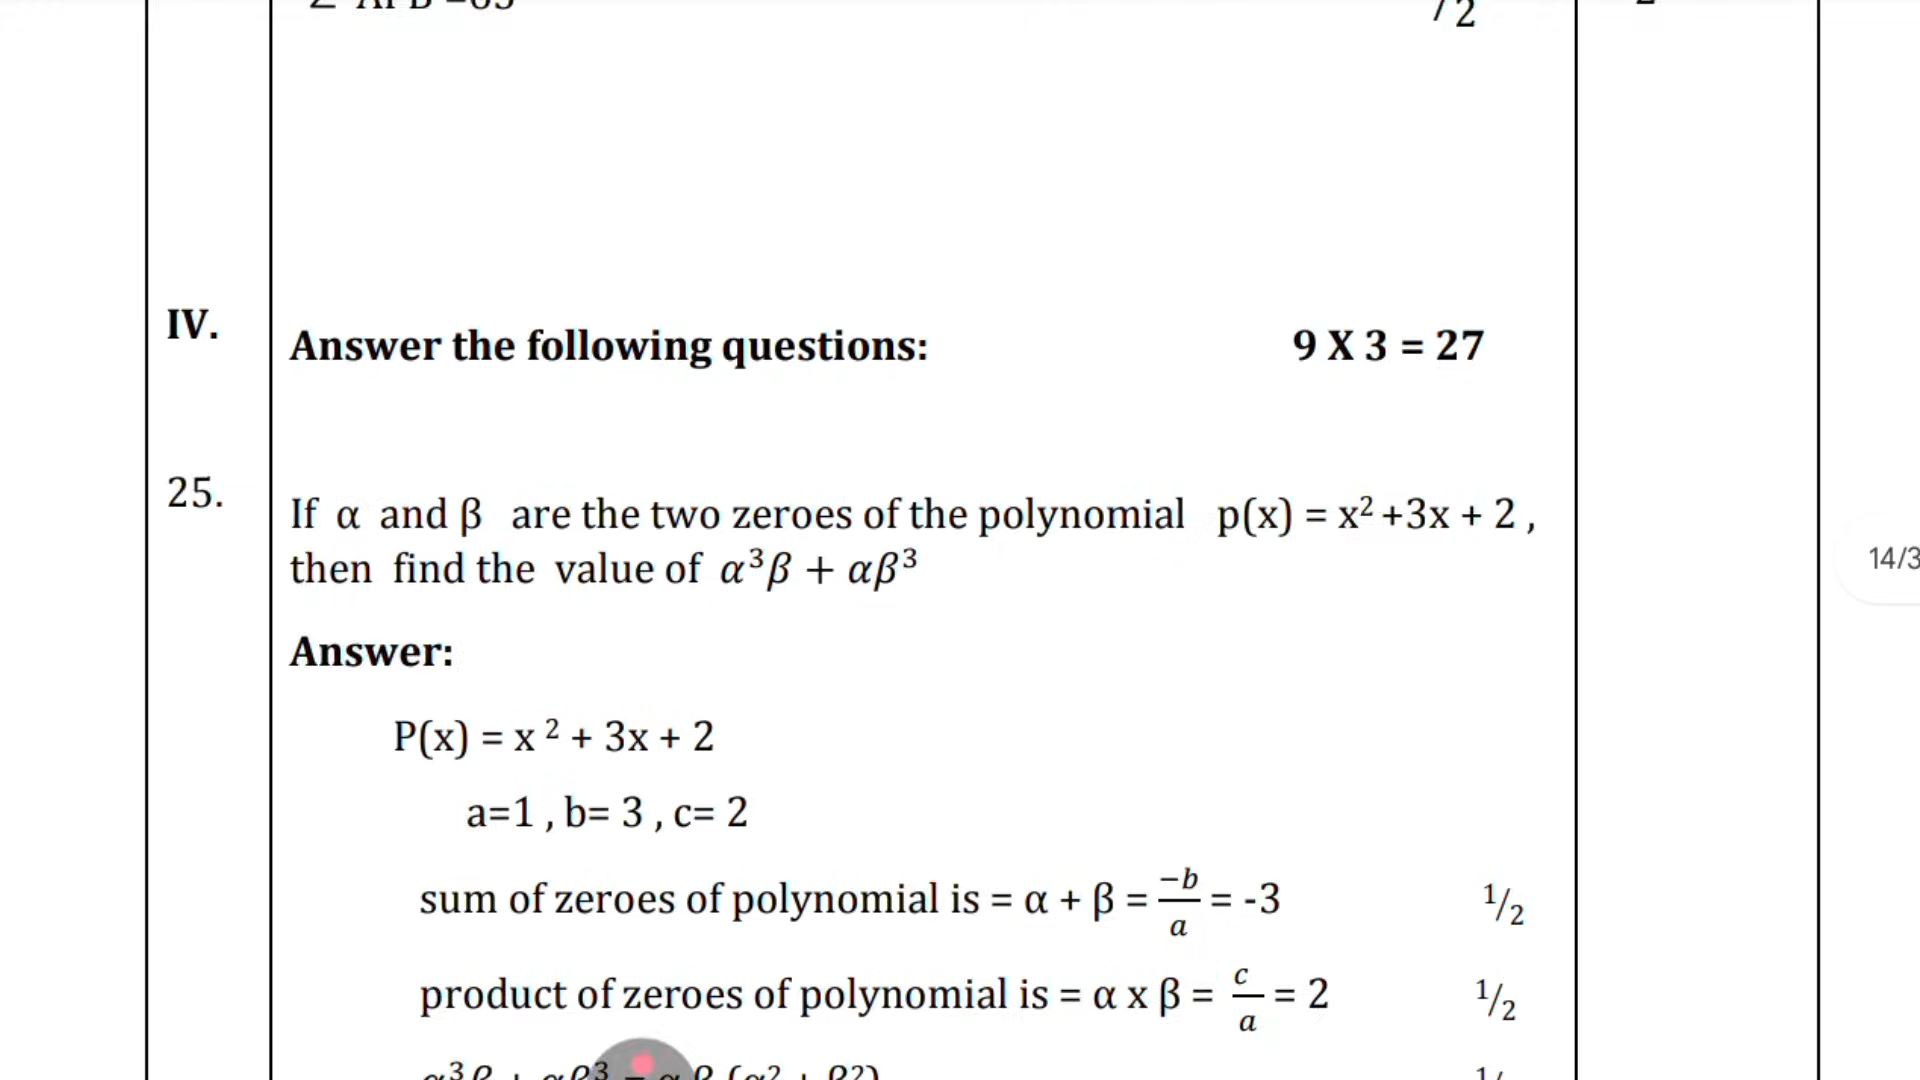 /2
IV.
Answer the following questions: 9 X 3 = 27
25.
If α and β are the two zeroes of the polynomial p(x) = x² +3x + 2 ,
then find the value of α³β + αβ³
14/3
Answer:
P(x) = x ² + 3x + 2
a=1 , b= 3 , c= 2
sum of zeroes of polynomial is = α + β = −b/a = -3 1/2
product of zeroes of polynomial is = α x β = c/a = 2 1/2